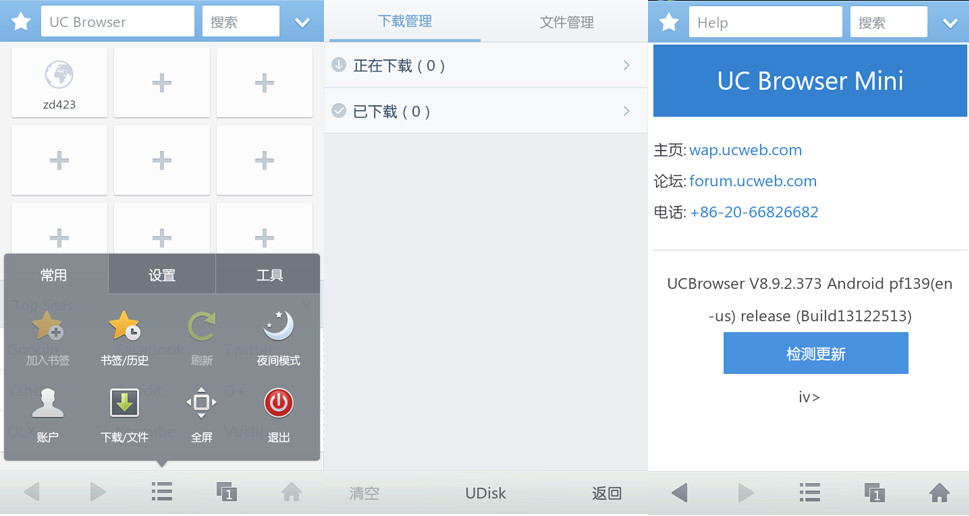 UC Browser
搜索
zd423
常用
设置
工具
Top Sites
加入书签
书签/历史
刷新
夜间模式
账户
下载/文件
全屏
退出
1
下载管理
文件管理
正在下载 ( 0 )
已下载 ( 0 )
清空
UDisk
返回
Help
搜索
UC Browser Mini
主页: wap.ucweb.com
论坛: forum.ucweb.com
电话: +86-20-66826682
UCBrowser V8.9.2.373 Android pf139(en
-us) release (Build13122513)
检测更新
iv>
1